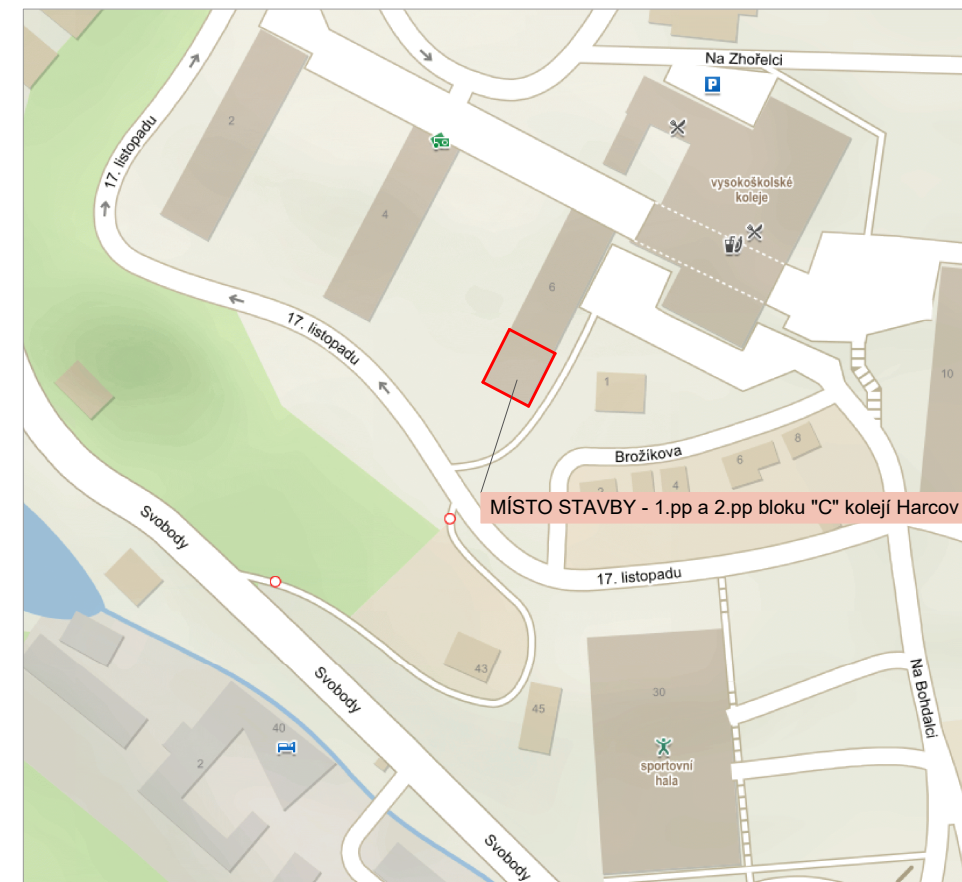 Na Zhořelci
P
2
17. listopadu
4
vysokoškolské
koleje
6
17. listopadu
1
10
Brožíkova
8
6
4
2
MÍSTO STAVBY - 1.pp a 2.pp bloku "C" kolejí Harcov
Svobody
17. listopadu
43
Svobody
45
30
Na Bohdalci
40
2
sportovní
hala
Svobody